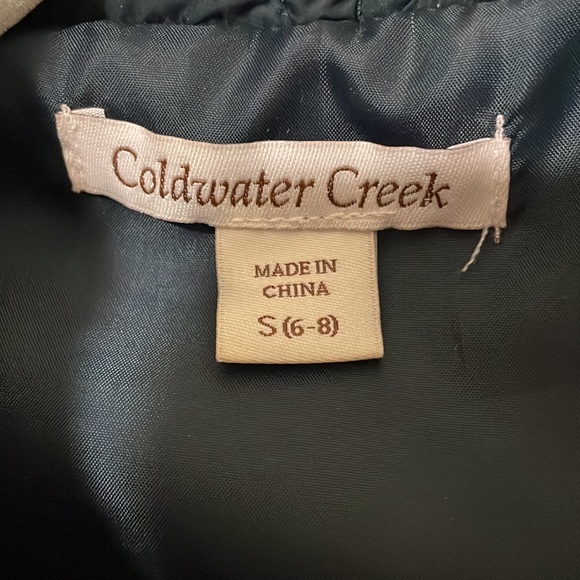 Coldwater Creek
MADE IN
CHINA
S (6-8)